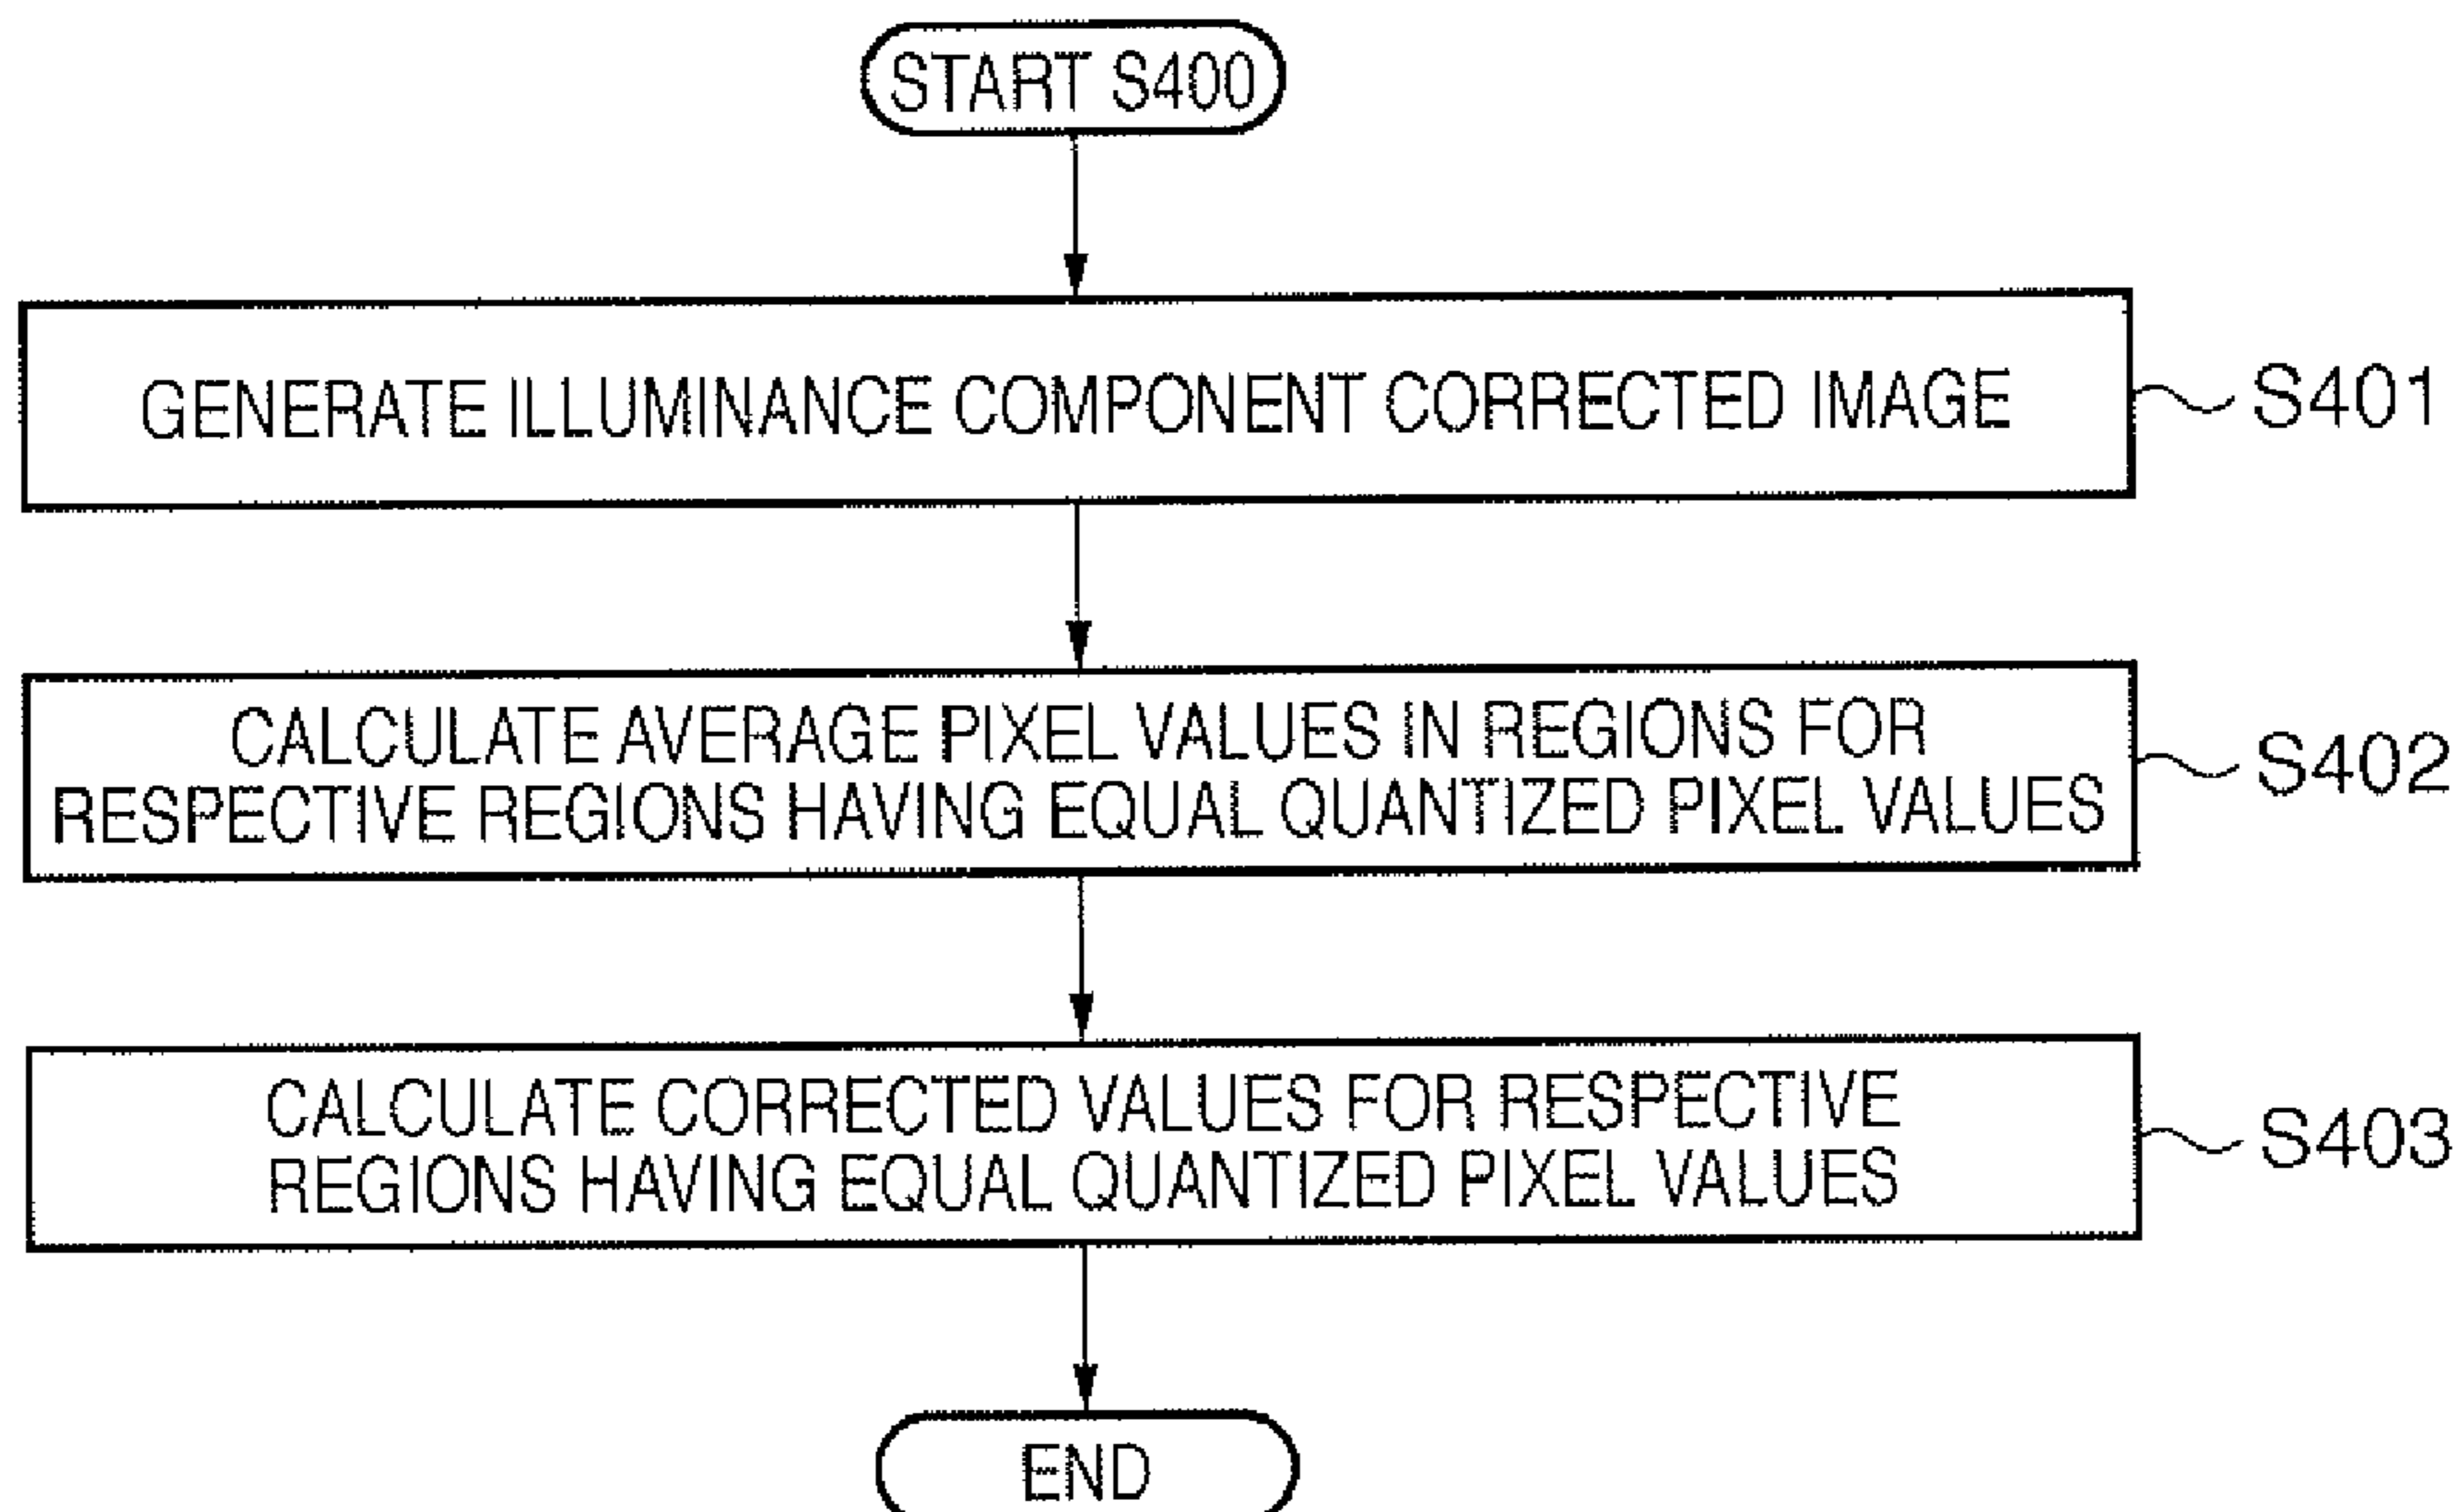 START S400
GENERATE ILLUMINANCE COMPONENT CORRECTED IMAGE
S401
CALCULATE AVERAGE PIXEL VALUES IN REGIONS FOR
RESPECTIVE REGIONS HAVING EQUAL QUANTIZED PIXEL VALUES
S402
CALCULATE CORRECTED VALUES FOR RESPECTIVE
REGIONS HAVING EQUAL QUANTIZED PIXEL VALUES
S403
END